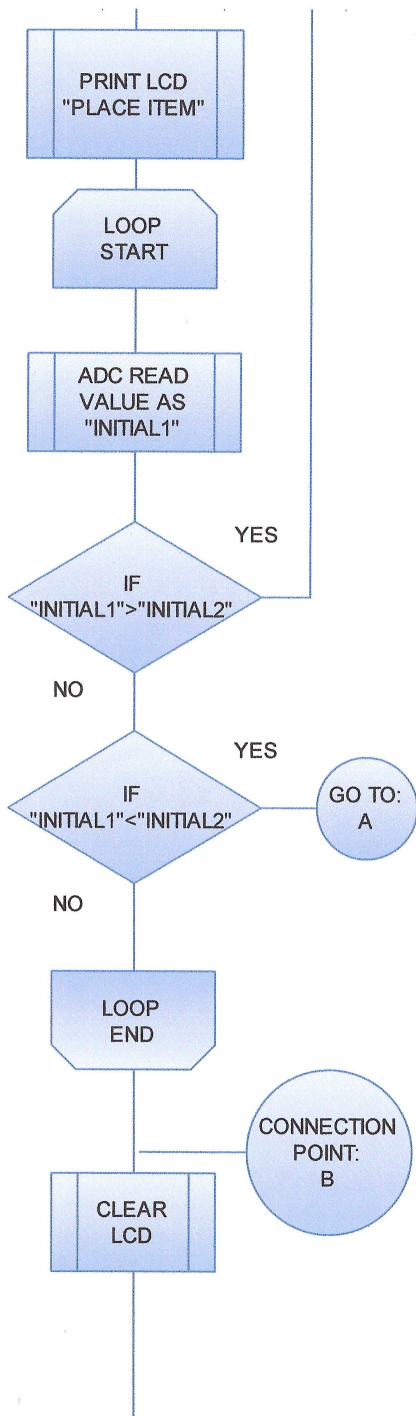 PRINT LCD
"PLACE ITEM"
LOOP
START
ADC READ
VALUE AS
"INITIAL1"
YES
IF
"INITIAL1">"INITIAL2"
NO
YES
IF
"INITIAL1"<"INITIAL2"
GO TO:
A
NO
LOOP
END
CONNECTION
POINT:
B
CLEAR
LCD